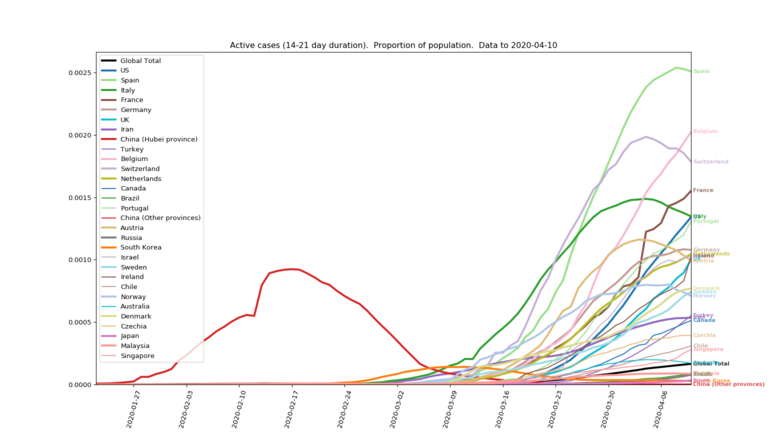 Active cases (14-21 day duration).  Proportion of population.  Data to 2020-04-10
0.0025
0.0020
0.0015
0.0010
0.0005
0.0000
Global Total
US
Spain
Italy
France
Germany
UK
Iran
China (Hubei province)
Turkey
Belgium
Switzerland
Netherlands
Canada
Brazil
Portugal
China (Other provinces)
Austria
Russia
South Korea
Israel
Sweden
Ireland
Chile
Norway
Australia
Denmark
Czechia
Japan
Malaysia
Singapore
Spain
Belgium
Switzerland
France
Italy
Portugal
Germany
Netherlands
Ireland
Austria
Denmark
Sweden
Norway
Turkey
Canada
Czechia
Chile
Singapore
Global Total
South Korea
China (Other provinces)
2020-01-27
2020-02-03
2020-02-10
2020-02-17
2020-02-24
2020-03-02
2020-03-09
2020-03-16
2020-03-23
2020-03-30
2020-04-06